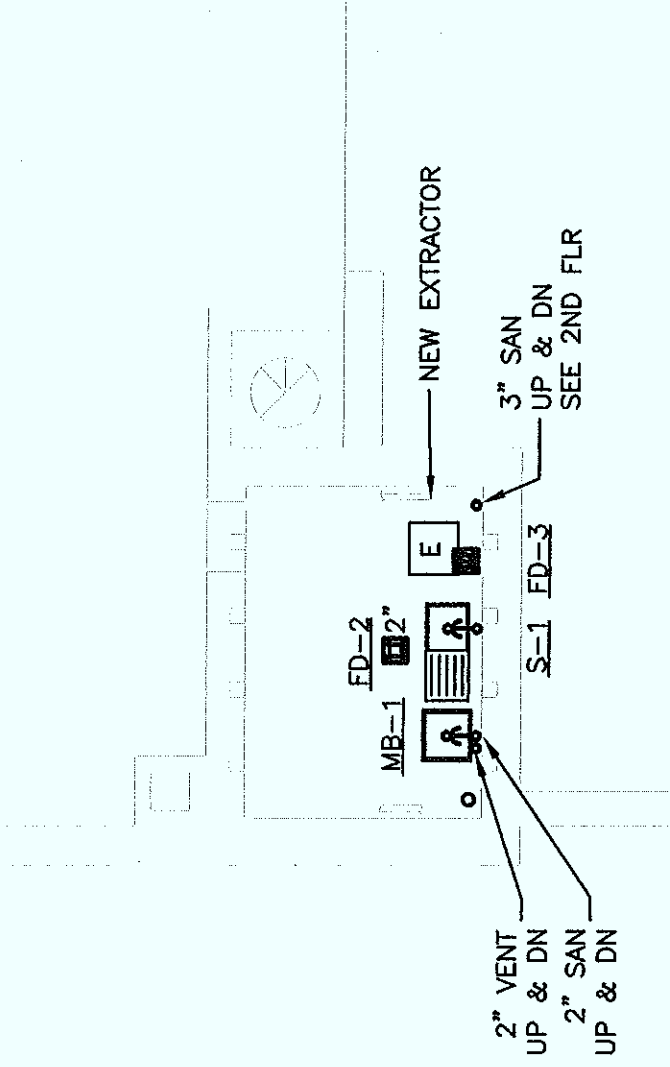 NEW EXTRACTOR
3" SAN
UP & DN
SEE 2ND FLR
E
FD-2
2"
MB-1
S-1
FD-3
2" VENT
UP & DN
2" SAN
UP & DN